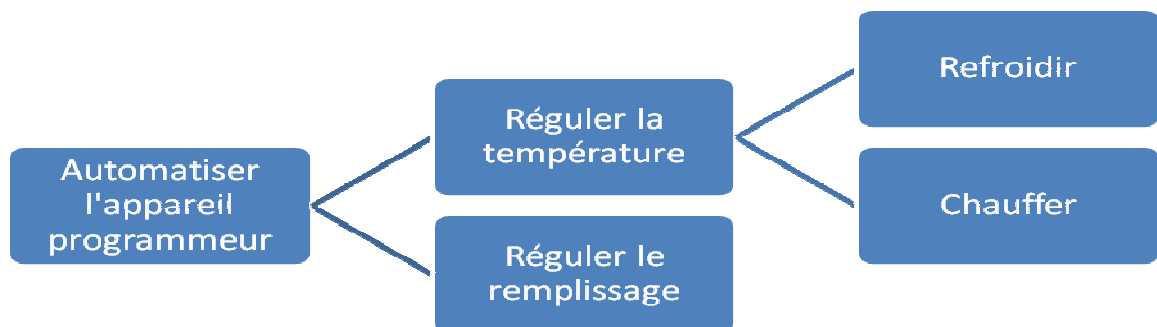 Automatiser
l'appareil
programmeur
Réguler la
température
Réguler le
remplissage
Refroidir
Chauffer